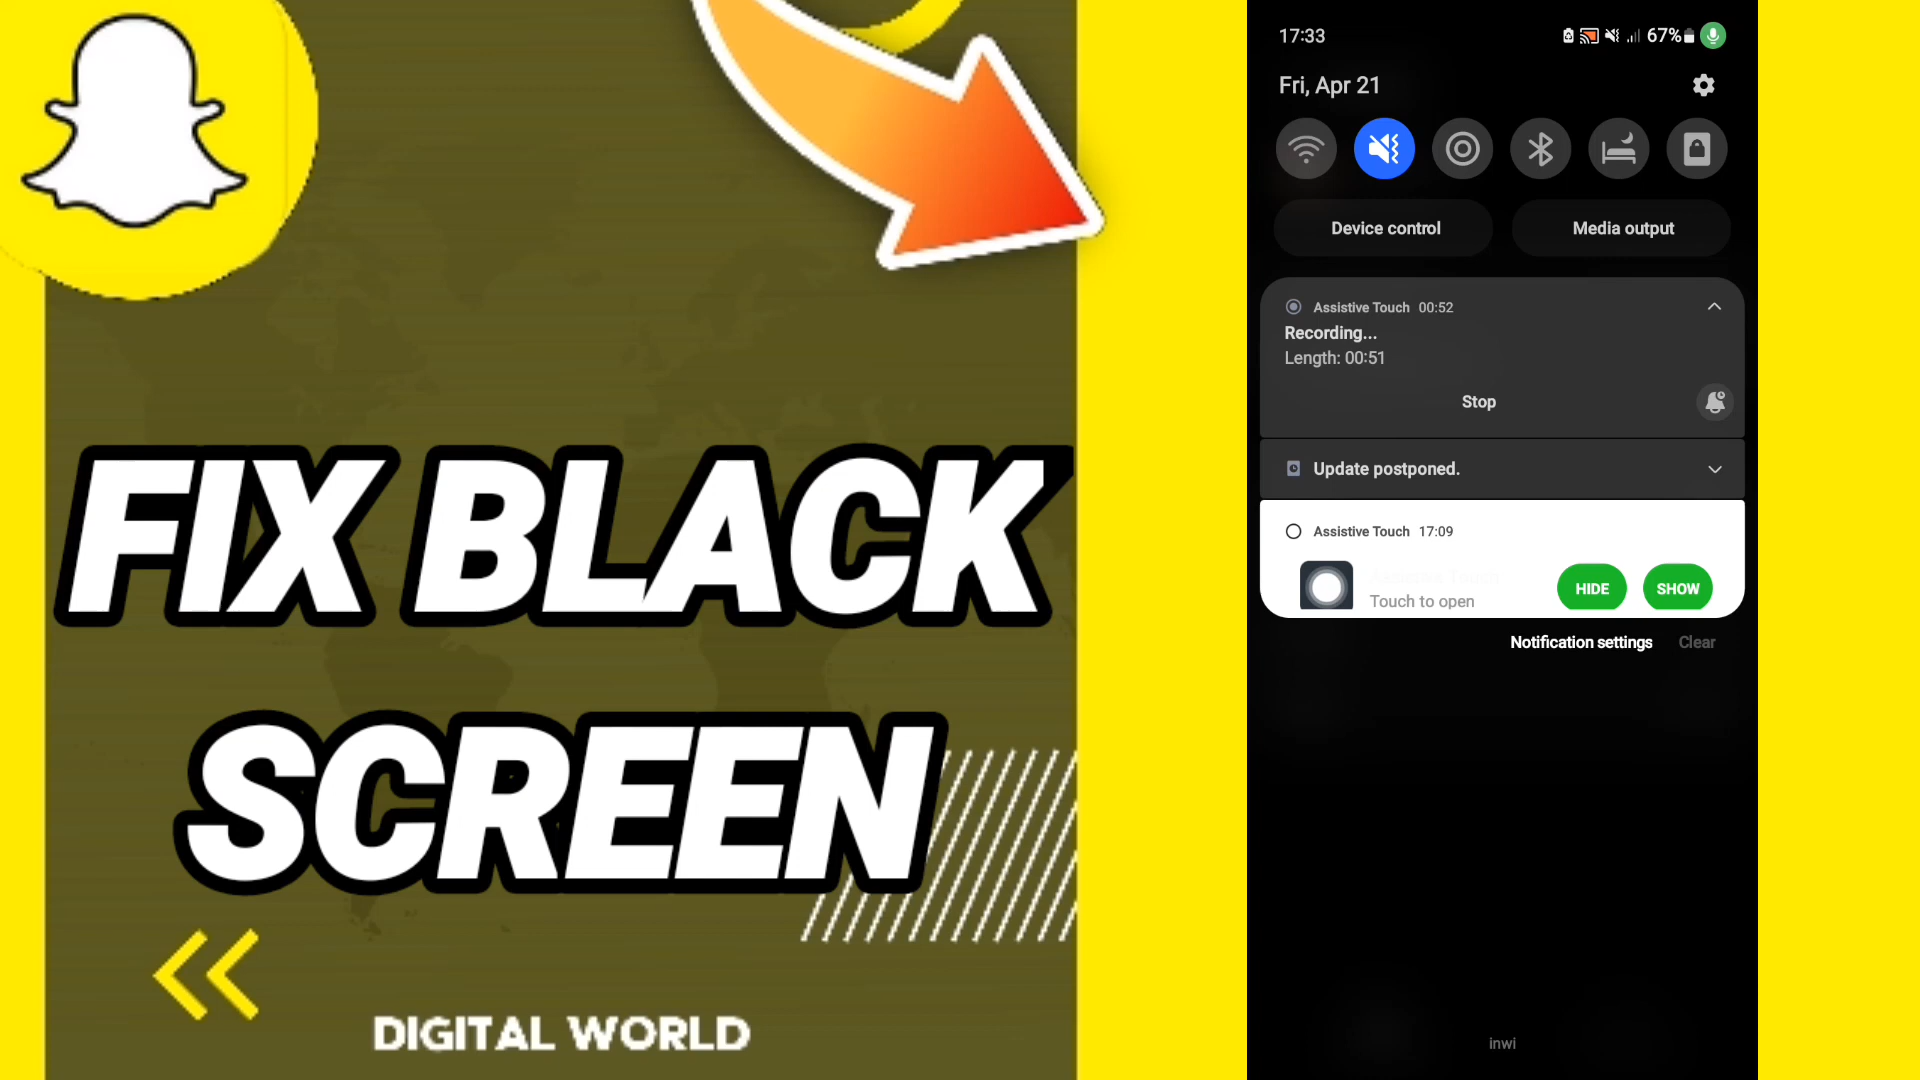 FIX BLACK
SCREEN
DIGITAL WORLD
17:33
67%
Fri, Apr 21
Device control
Media output
Assistive Touch 00:52
Recording...
Length: 00:51
Stop
Update postponed.
Assistive Touch 17:09
Assistive Touch
Touch to open
HIDE
SHOW
Notification settings
Clear
inwi